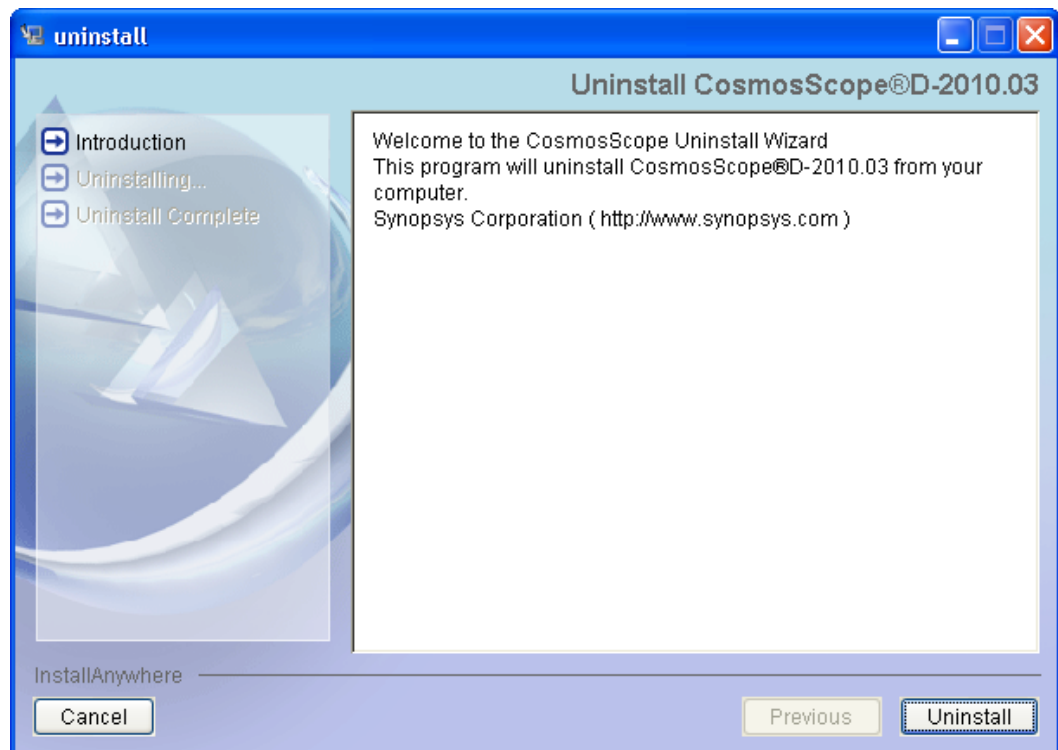 uninstall
Uninstall CosmosScope®D-2010.03
Introduction
Uninstalling...
Uninstall Complete
Welcome to the CosmosScope Uninstall Wizard
This program will uninstall CosmosScope®D-2010.03 from your
computer.
Synopsys Corporation ( http://www.synopsys.com )
InstallAnywhere
Cancel
Previous
Uninstall